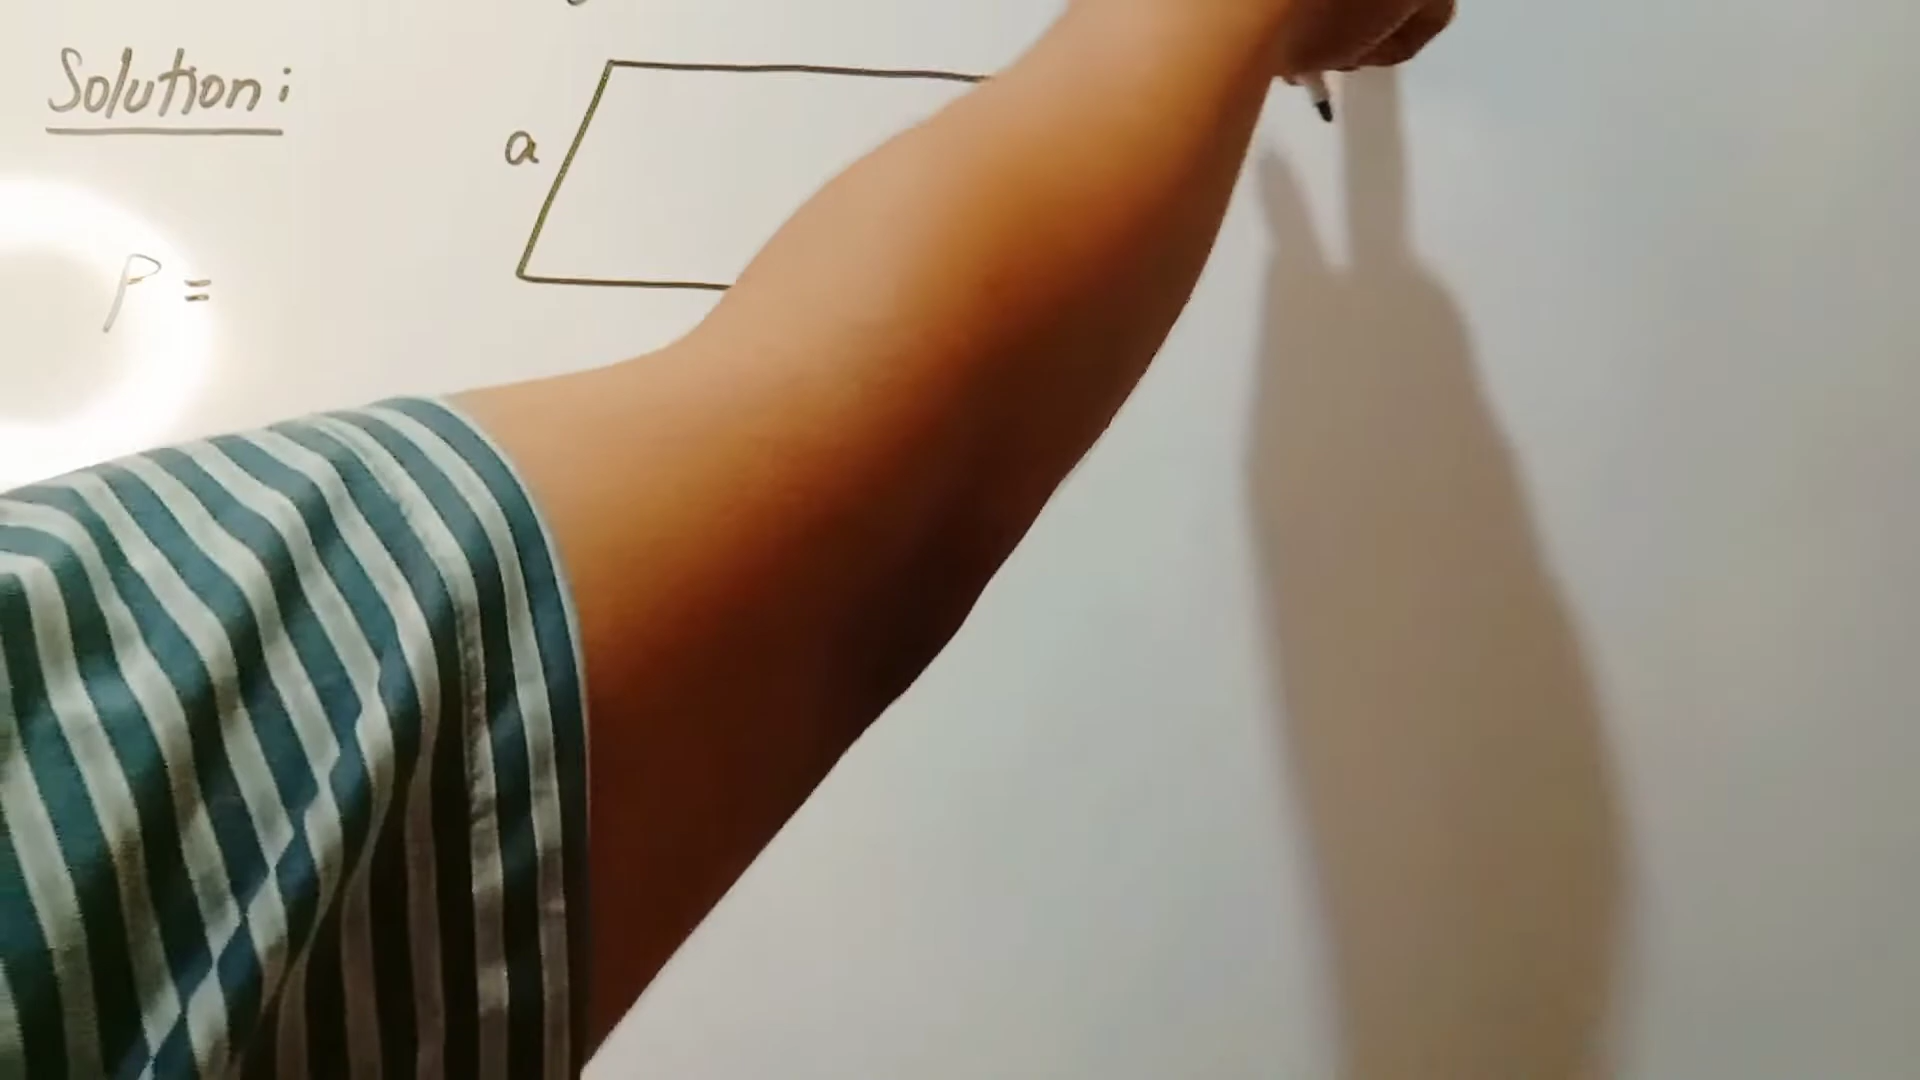 Solution:
a
P =